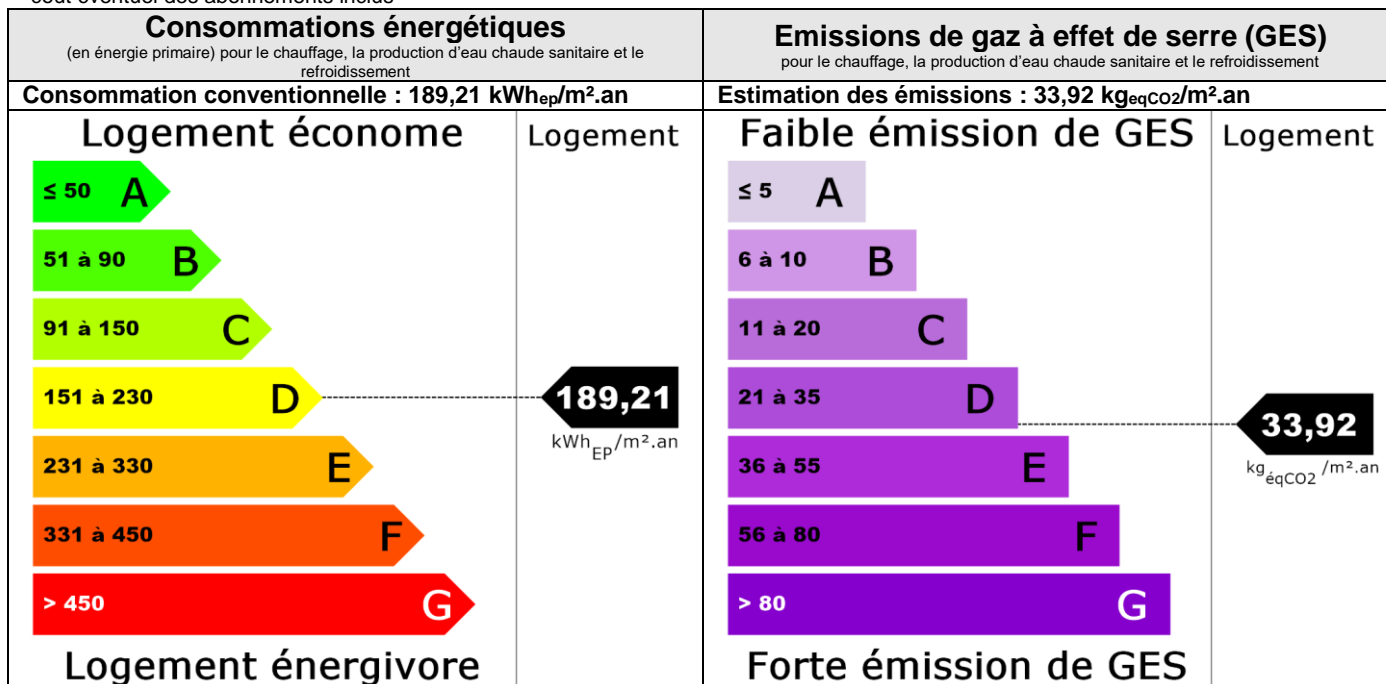 coût éventuel des abonnements inclus
Consommations énergétiques
(en énergie primaire) pour le chauffage, la production d'eau chaude sanitaire et le
refroidissement
Consommation conventionnelle : 189,21 kWhep/m².an
Logement économe
Logement
≤ 50 A
51 à 90 B
91 à 150 C
151 à 230 D
231 à 330 E
331 à 450 F
> 450 G
189,21
kWhEP/m².an
Logement énergivore
Emissions de gaz à effet de serre (GES)
pour le chauffage, la production d'eau chaude sanitaire et le refroidissement
Estimation des émissions : 33,92 kgeqCO2/m².an
Faible émission de GES
Logement
≤ 5 A
6 à 10 B
11 à 20 C
21 à 35 D
36 à 55 E
56 à 80 F
> 80 G
33,92
kgéqCO2 /m².an
Forte émission de GES